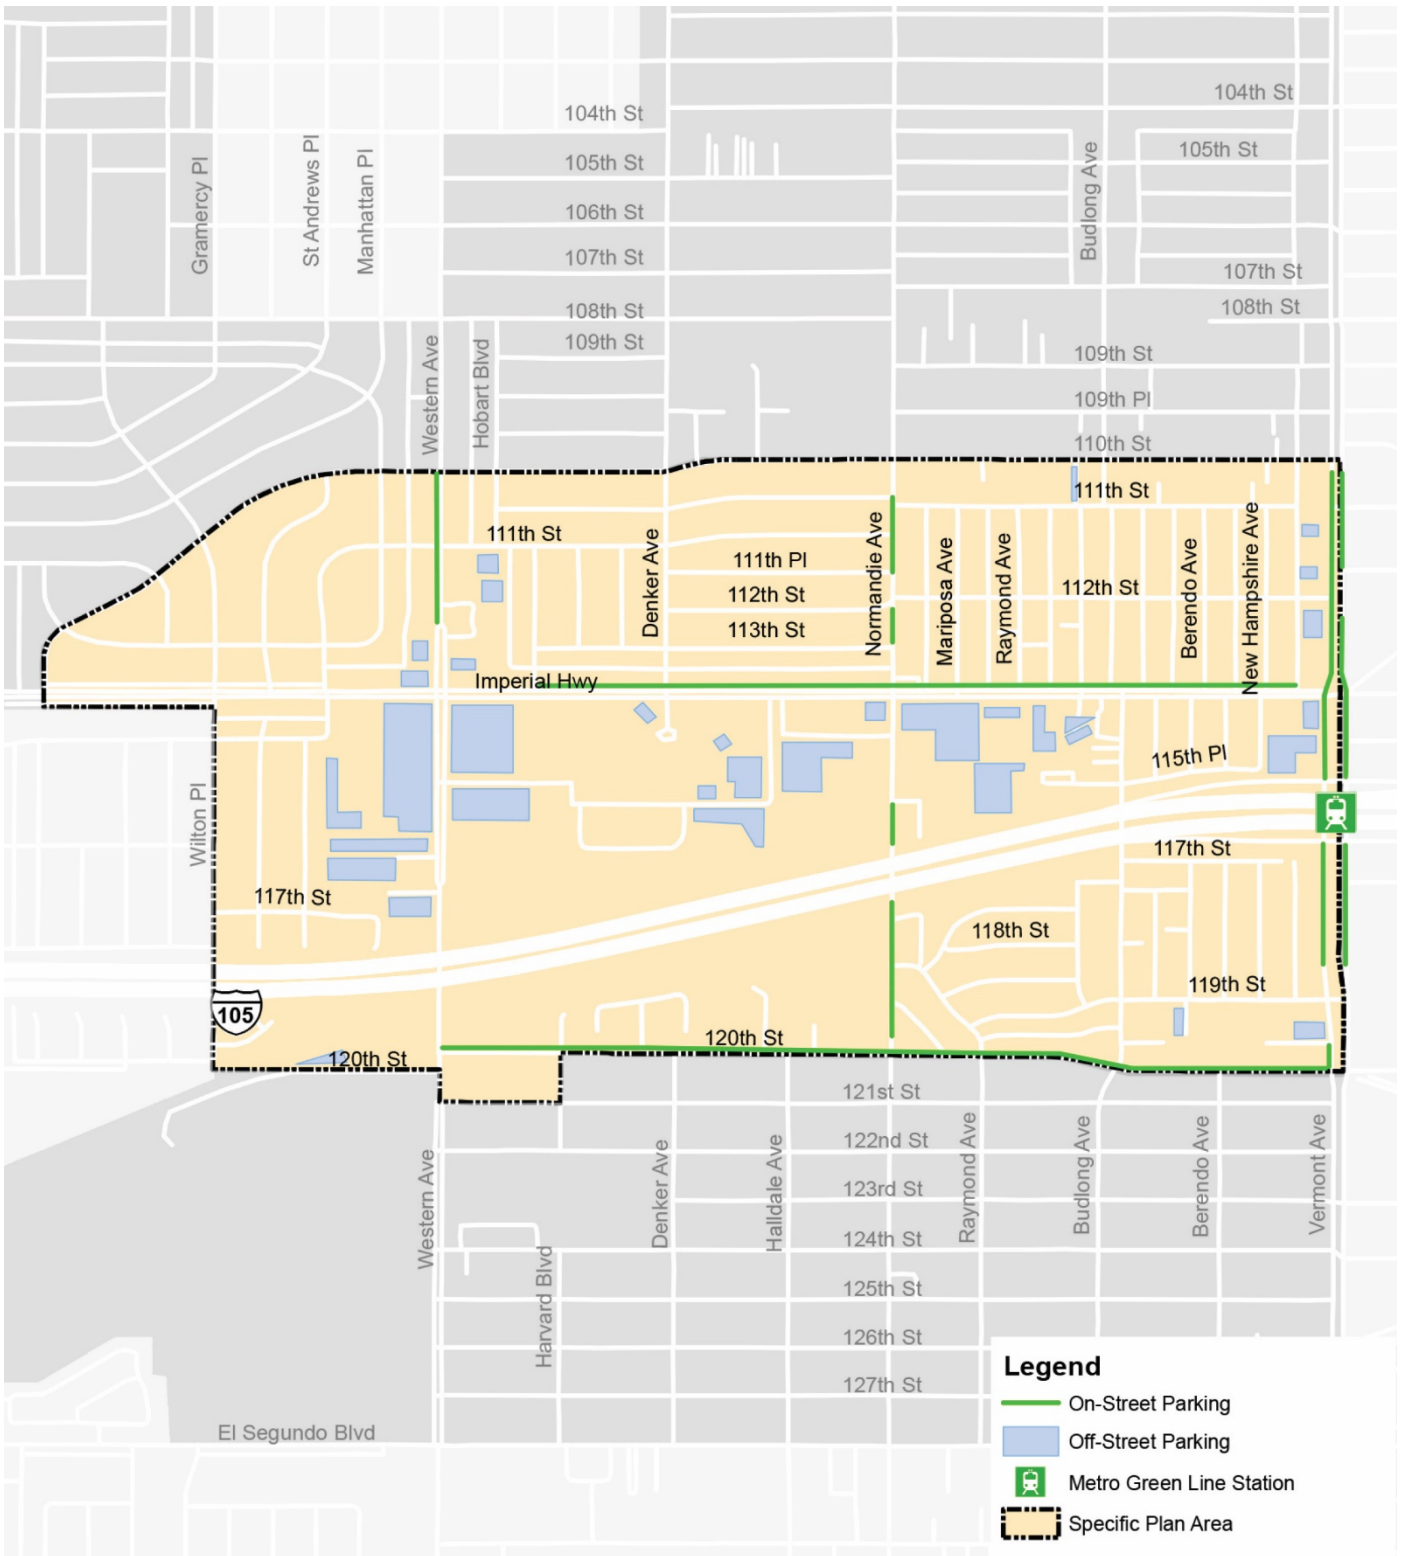 104th St
104th St
105th St
105th St
Gramercy Pl
St Andrews Pl
Manhattan Pl
Budlong Ave
106th St
107th St
107th St
108th St
108th St
109th St
109th St
Western Ave
Hobart Blvd
109th Pl
110th St
111th St
111th St
Denker Ave
111th Pl
112th St
113th St
Normandie Ave
Mariposa Ave
Raymond Ave
112th St
Berendo Ave
New Hampshire Ave
Imperial Hwy
115th Pl
Wilton Pl
117th St
117th St
118th St
119th St
105
120th St
120th St
121st St
122nd St
123rd St
124th St
125th St
126th St
127th St
Western Ave
Harvard Blvd
Denker Ave
Halldale Ave
Raymond Ave
Budlong Ave
Berendo Ave
Vermont Ave
El Segundo Blvd
Legend
On-Street Parking
Off-Street Parking
Metro Green Line Station
Specific Plan Area